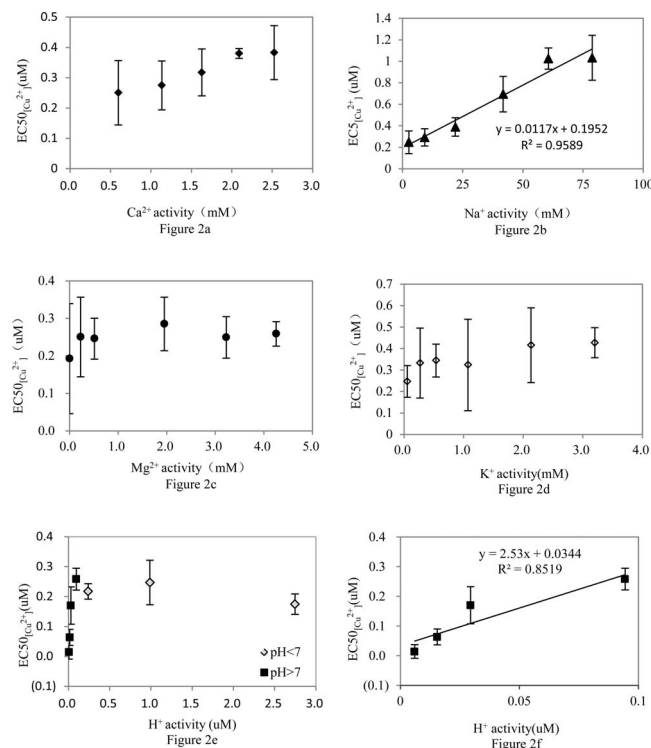 0.5
0.4
0.3
0.2
0.1
0.0
EC50[Cu2+](uM)
0.0 0.5 1.0 1.5 2.0 2.5 3.0
Ca2+ activity（mM）
Figure 2a
1.4
1.2
1
0.8
0.6
0.4
0.2
0
EC5[Cu2+] (uM)
y = 0.0117x + 0.1952
R² = 0.9589
0 25 50 75 100
Na+ activity（mM）
Figure 2b
0.4
0.3
0.2
0.1
0.0
EC50[Cu2+] (uM)
0.0 1.0 2.0 3.0 4.0 5.0
Mg2+ activity（mM）
Figure 2c
0.7
0.6
0.5
0.4
0.3
0.2
0.1
0
EC50[Cu2+] (uM)
0.0 1.0 2.0 3.0 4.0
K+ activity(mM)
Figure 2d
0.4
0.3
0.2
0.1
0.0
(0.1)
EC50[Cu2+](uM)
pH<7
pH>7
0.0 0.5 1.0 1.5 2.0 2.5 3.0
H+ activity (uM)
Figure 2e
0.4
0.3
0.2
0.1
0.0
(0.1)
EC50[Cu2+](uM)
y = 2.53x + 0.0344
R² = 0.8519
0.05 0.1
H+ activity(uM)
Figure 2f